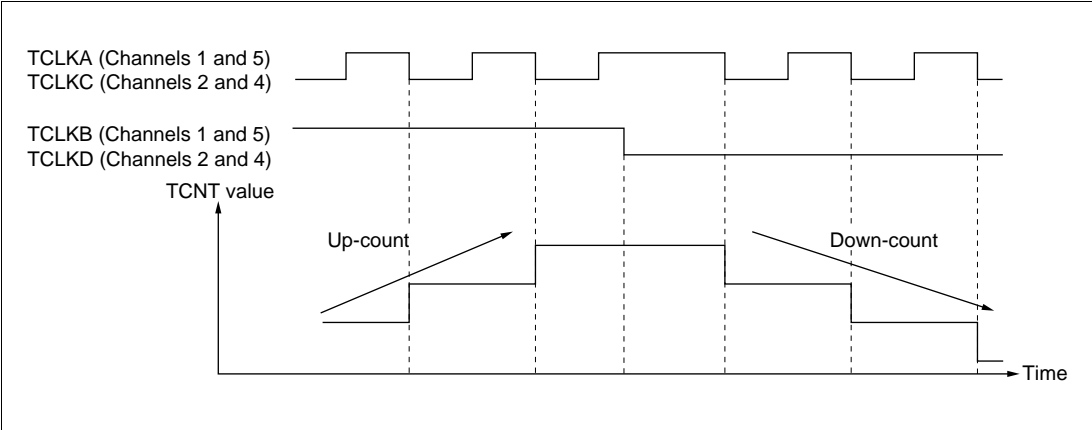 TCLKA (Channels 1 and 5)
TCLKC (Channels 2 and 4)
TCLKB (Channels 1 and 5)
TCLKD (Channels 2 and 4)
TCNT value
Up-count
Down-count
Time